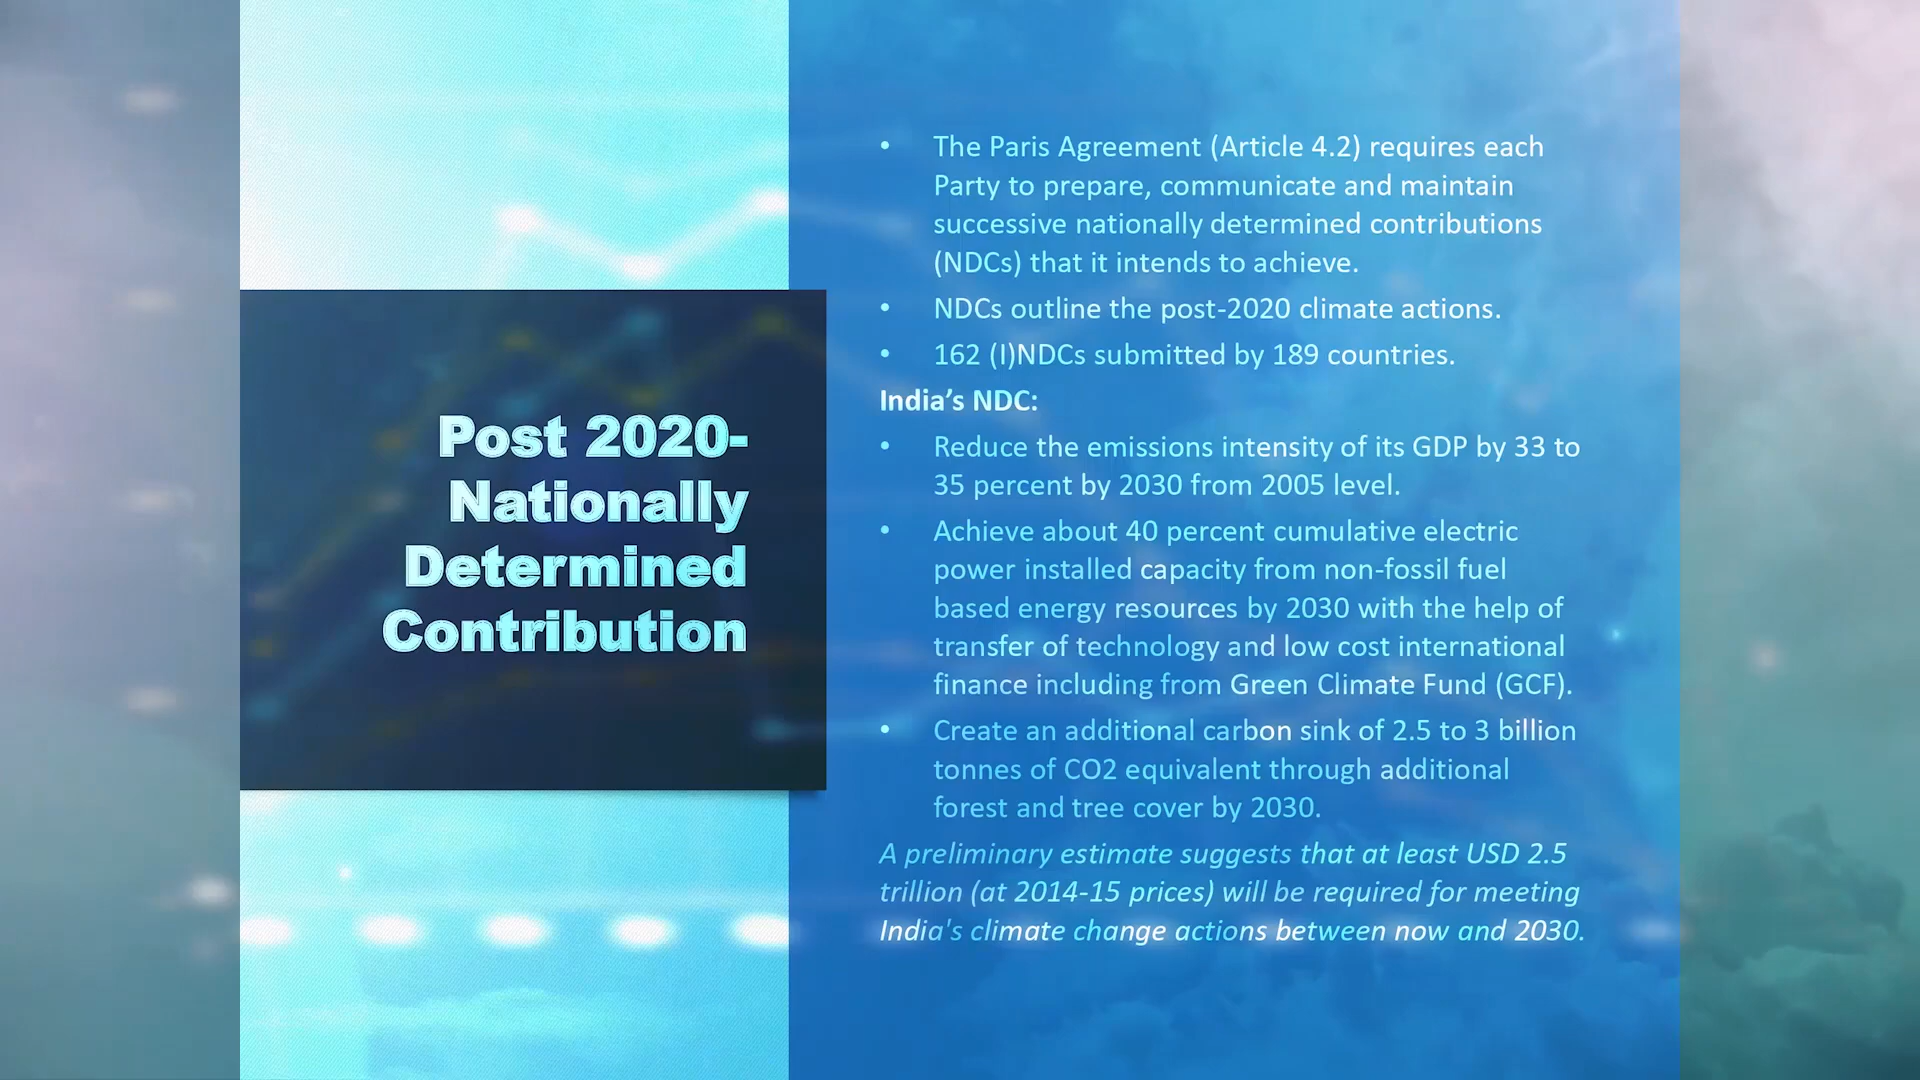 Post 2020-
Nationally
Determined
Contribution
• The Paris Agreement (Article 4.2) requires each
Party to prepare, communicate and maintain
successive nationally determined contributions
(NDCs) that it intends to achieve.
• NDCs outline the post-2020 climate actions.
• 162 (I)NDCs submitted by 189 countries.
India’s NDC:
• Reduce the emissions intensity of its GDP by 33 to
35 percent by 2030 from 2005 level.
• Achieve about 40 percent cumulative electric
power installed capacity from non-fossil fuel
based energy resources by 2030 with the help of
transfer of technology and low cost international
finance including from Green Climate Fund (GCF).
• Create an additional carbon sink of 2.5 to 3 billion
tonnes of CO2 equivalent through additional
forest and tree cover by 2030.
A preliminary estimate suggests that at least USD 2.5
trillion (at 2014-15 prices) will be required for meeting
India's climate change actions between now and 2030.